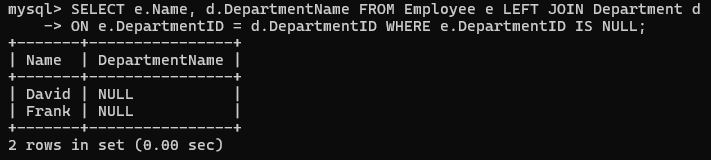 mysql> SELECT e.Name, d.DepartmentName FROM Employee e LEFT JOIN Department d
    -> ON e.DepartmentID = d.DepartmentID WHERE e.DepartmentID IS NULL;
+-------+----------------+
| Name  | DepartmentName |
+-------+----------------+
| David | NULL           |
| Frank | NULL           |
+-------+----------------+
2 rows in set (0.00 sec)